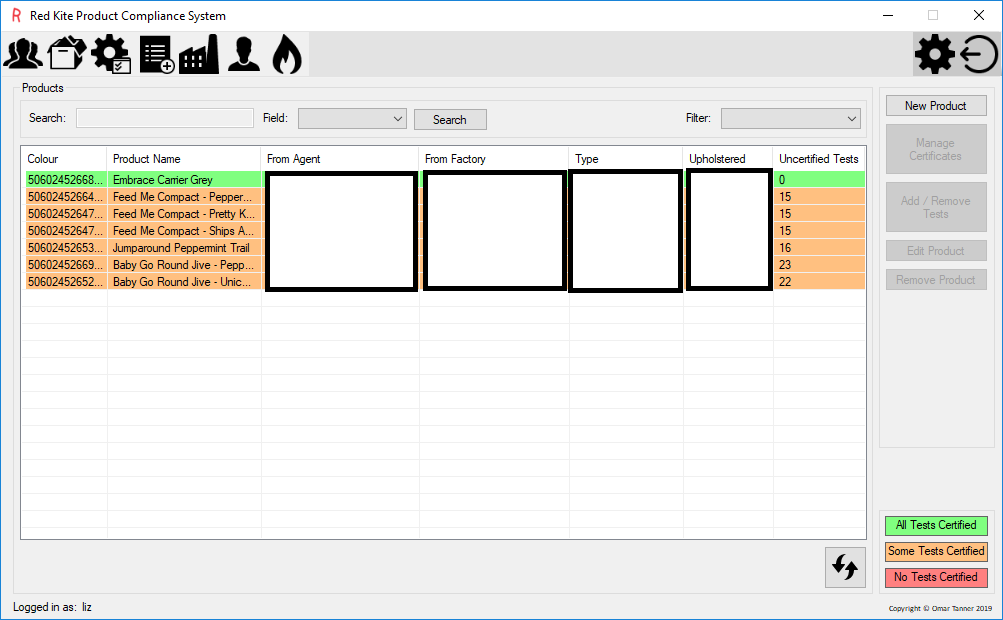 R Red Kite Product Compliance System
Products
Search: Field: Search Filter:
New Product
Manage
Certificates
Add / Remove
Tests
Edit Product
Remove Product
Colour Product Name From Agent From Factory Type Upholstered Uncertified Tests
50602452668... Embrace Carrier Grey 0
50602452664... Feed Me Compact - Pepper... 15
50602452647... Feed Me Compact - Pretty K... 15
50602452647... Feed Me Compact - Ships A... 15
50602452653... Jumparound Peppermint Trail 16
50602452669... Baby Go Round Jive - Pepp... 23
50602452652... Baby Go Round Jive - Unic... 22
All Tests Certified
Some Tests Certified
No Tests Certified
Logged in as: liz
Copyright © Omar Tanner 2019